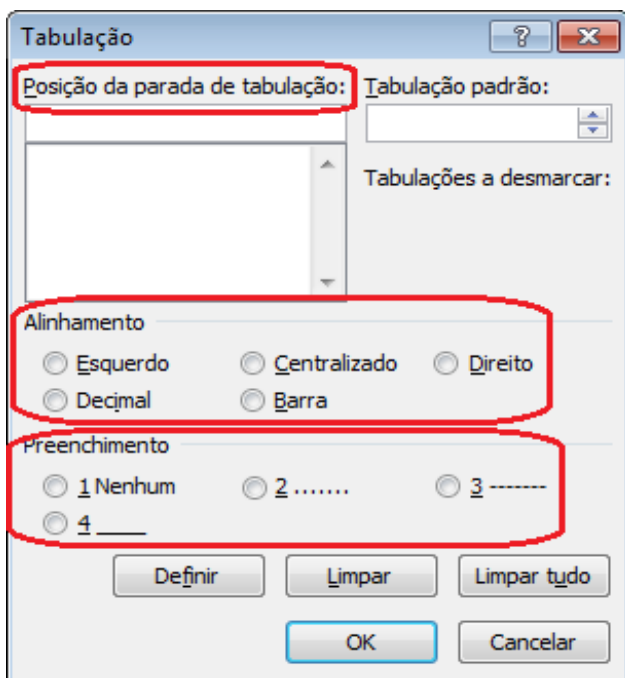 Tabulação
Posição da parada de tabulação: Tabulação padrão:
Tabulações a desmarcar:
Alinhamento
Esquerdo Centralizado Direito
Decimal Barra
Preenchimento
1 Nenhum 2 ....... 3 -------
4 ____
Definir Limpar Limpar tudo
OK Cancelar